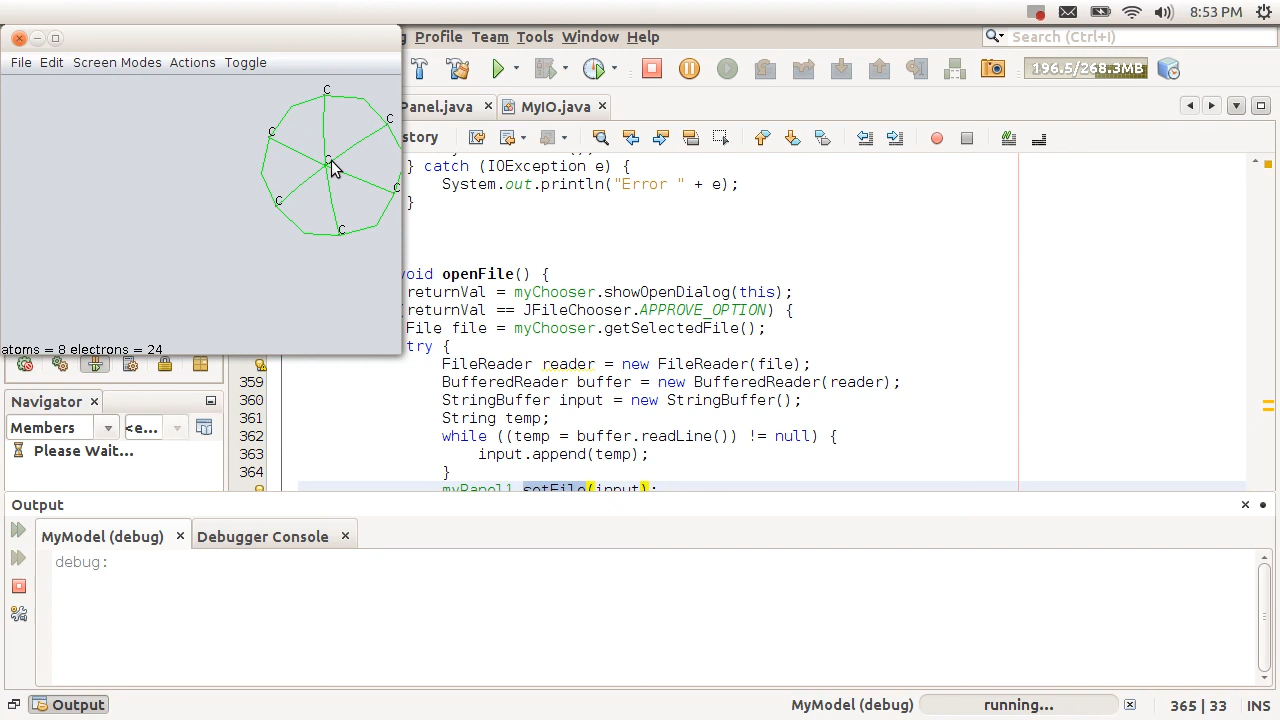 8:53 PM
Profile Team Tools Window Help
Search (Ctrl+I)
File Edit Screen Modes Actions Toggle
196.5/268.3MB
Panel.java
MyIO.java
C
C
C
C
C
C
C
atoms = 8 electrons = 24
} catch (IOException e) {
System.out.println("Error " + e);
}
void openFile() {
returnVal = myChooser.showOpenDialog(this);
(returnVal == JFileChooser.APPROVE_OPTION) {
File file = myChooser.getSelectedFile();
try {
FileReader reader = new FileReader(file);
359 BufferedReader buffer = new BufferedReader(reader);
360 StringBuffer input = new StringBuffer();
361 String temp;
362 while ((temp = buffer.readLine()) != null) {
363 input.append(temp);
364 }
myPanel1.setFile(input);
Navigator
Members <e...
Please Wait...
Output
MyModel (debug) Debugger Console
debug:
Output
MyModel (debug) running... 365 | 33 INS